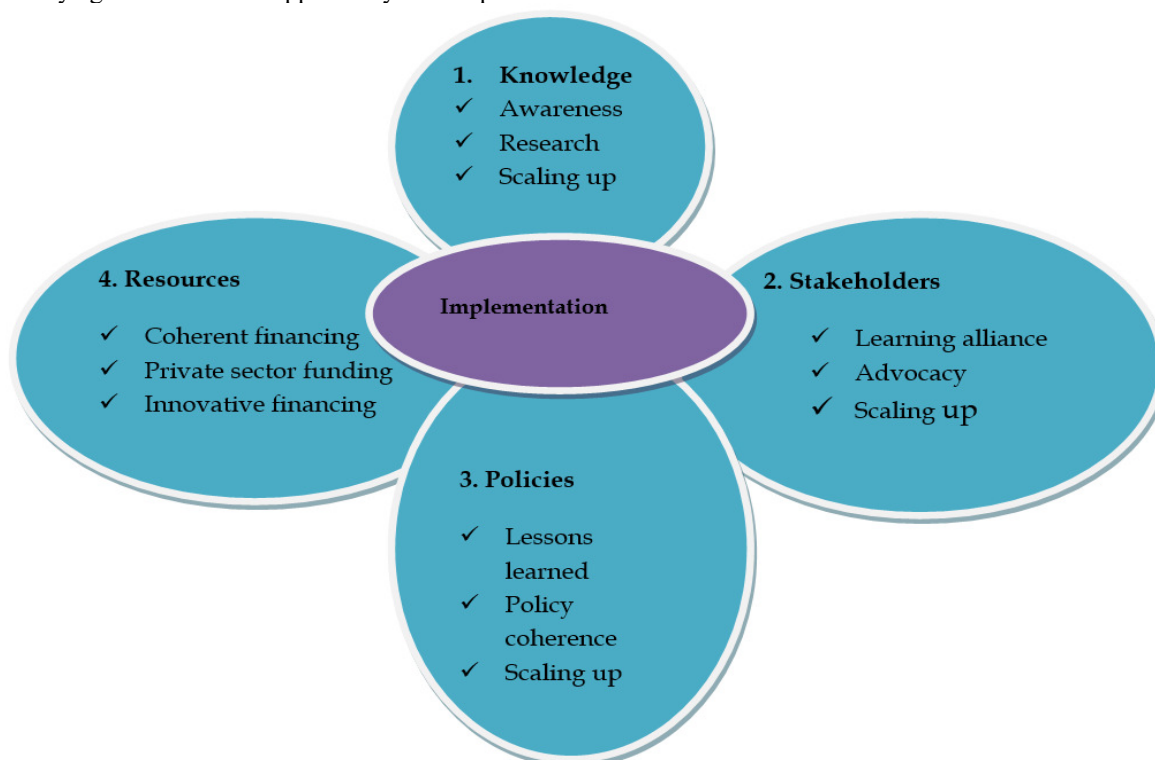 1. Knowledge
✓ Awareness
✓ Research
✓ Scaling up
4. Resources
✓ Coherent financing
✓ Private sector funding
✓ Innovative financing
Implementation
2. Stakeholders
✓ Learning alliance
✓ Advocacy
✓ Scaling up
3. Policies
✓ Lessons
learned
✓ Policy
coherence
✓ Scaling up